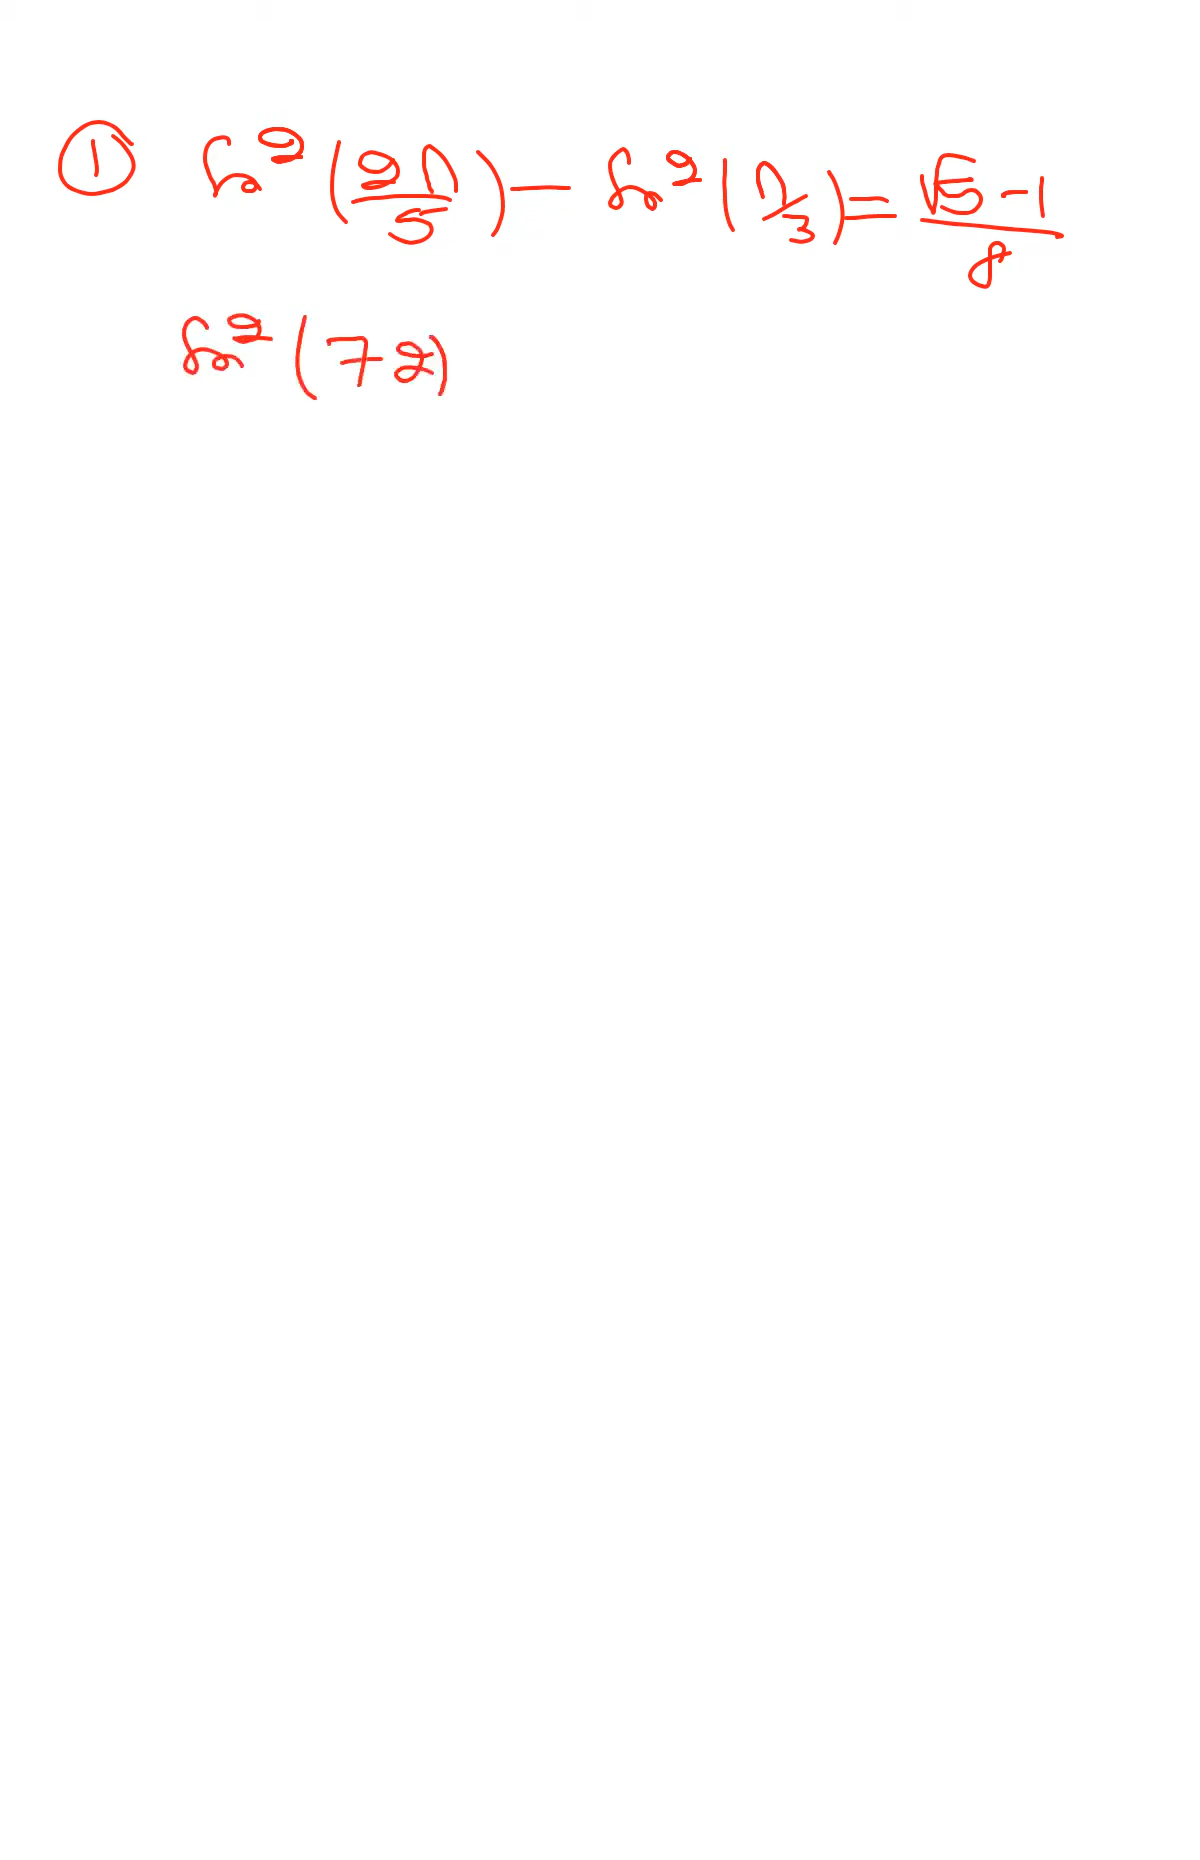 ① sin²(2π/5) - sin²(π/3) = (√5 - 1)/8
sin²(72)